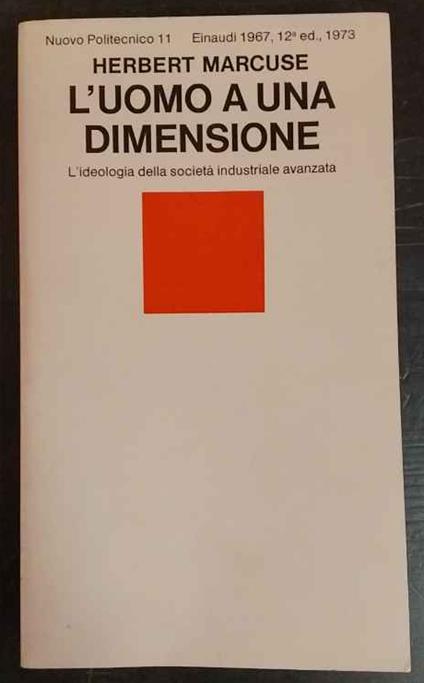 Nuovo Politecnico 11 Einaudi 1967, 12ª ed., 1973
HERBERT MARCUSE
L'UOMO A UNA
DIMENSIONE
L'ideologia della società industriale avanzata